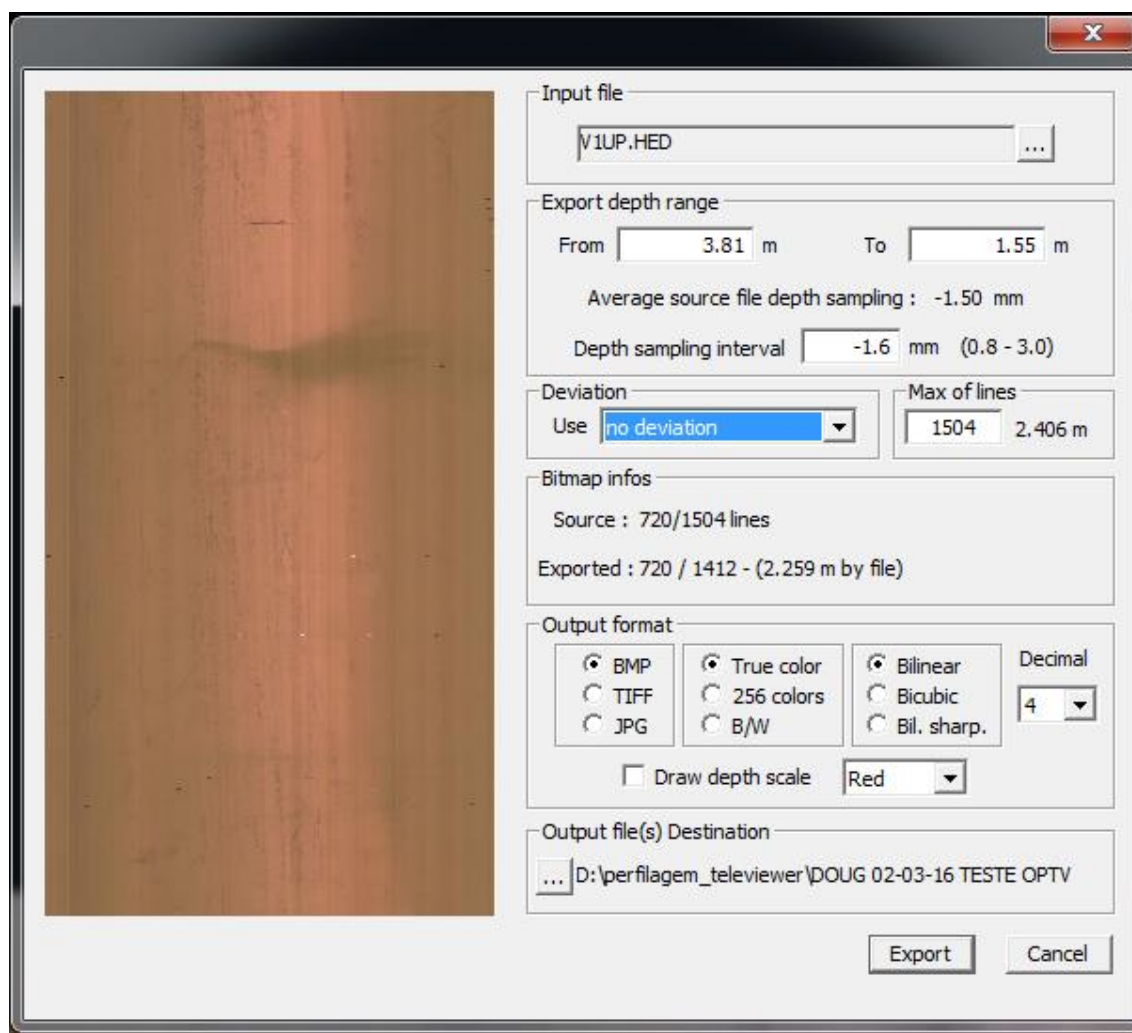 Input file
V1UP.HED ...
Export depth range
From 3.81 m To 1.55 m
Average source file depth sampling : -1.50 mm
Depth sampling interval -1.6 mm (0.8 - 3.0)
Deviation
Use no deviation
Max of lines
1504 2.406 m
Bitmap infos
Source : 720/1504 lines
Exported : 720 / 1412 - (2.259 m by file)
Output format
BMP
TIFF
JPG
True color
256 colors
B/W
Bilinear
Bicubic
Bil. sharp.
Decimal
4
Draw depth scale Red
Output file(s) Destination
... D:\perfilagem_televiewer\DOUG 02-03-16 TESTE OPTV
Export Cancel